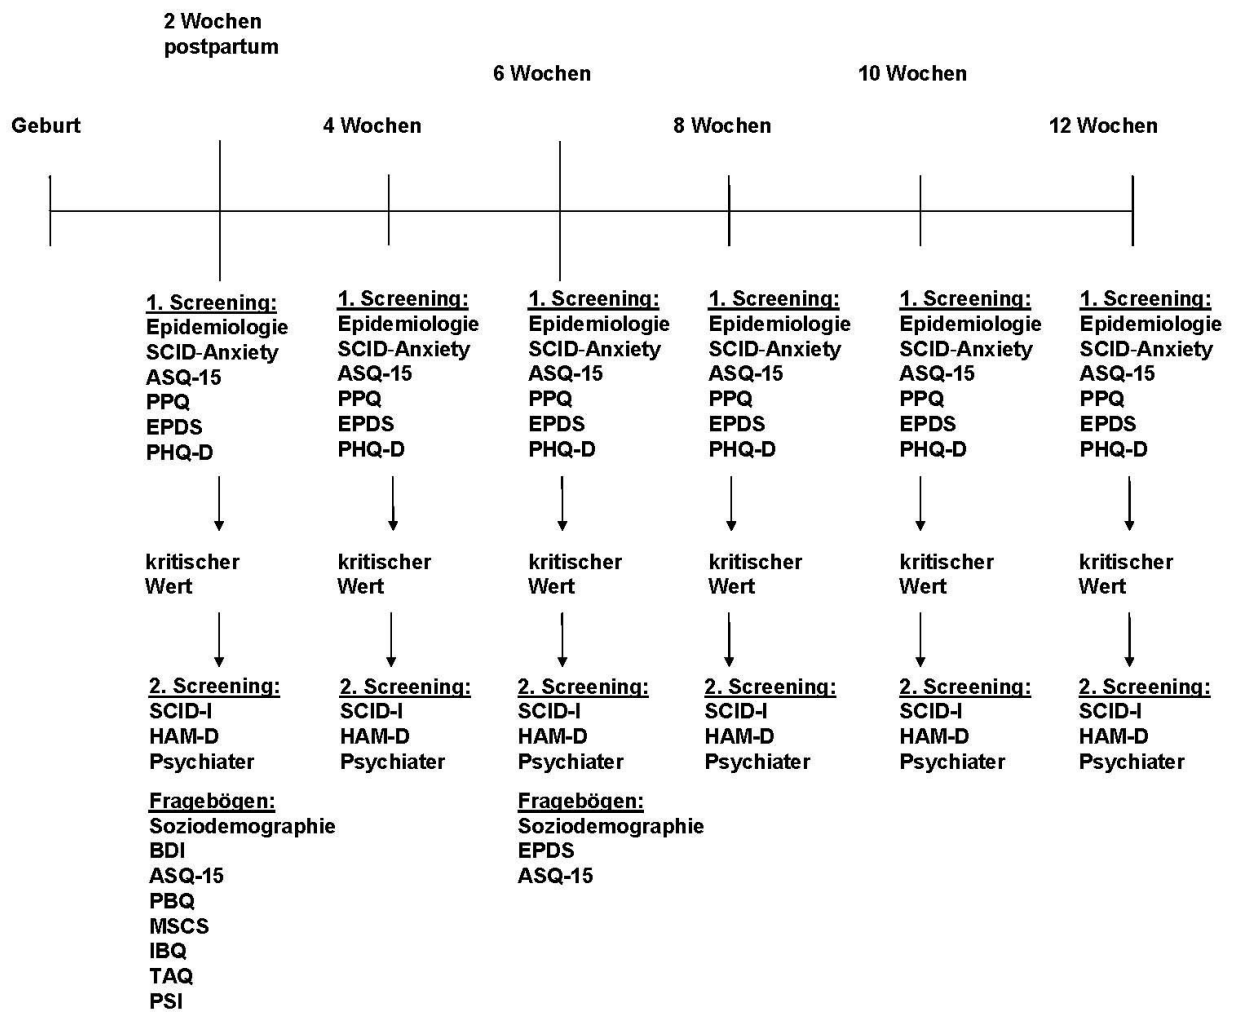 2 Wochen
postpartum
6 Wochen
10 Wochen
Geburt
4 Wochen
8 Wochen
12 Wochen
1. Screening:
Epidemiologie
SCID-Anxiety
ASQ-15
PPQ
EPDS
PHQ-D
kritischer
Wert
2. Screening:
SCID-I
HAM-D
Psychiater
Fragebögen:
Soziodemographie
BDI
ASQ-15
PBQ
MSCS
IBQ
TAQ
PSI
1. Screening:
Epidemiologie
SCID-Anxiety
ASQ-15
PPQ
EPDS
PHQ-D
kritischer
Wert
2. Screening:
SCID-I
HAM-D
Psychiater
1. Screening:
Epidemiologie
SCID-Anxiety
ASQ-15
PPQ
EPDS
PHQ-D
kritischer
Wert
2. Screening:
SCID-I
HAM-D
Psychiater
Fragebögen:
Soziodemographie
EPDS
ASQ-15
1. Screening:
Epidemiologie
SCID-Anxiety
ASQ-15
PPQ
EPDS
PHQ-D
kritischer
Wert
2. Screening:
SCID-I
HAM-D
Psychiater
1. Screening:
Epidemiologie
SCID-Anxiety
ASQ-15
PPQ
EPDS
PHQ-D
kritischer
Wert
2. Screening:
SCID-I
HAM-D
Psychiater
1. Screening:
Epidemiologie
SCID-Anxiety
ASQ-15
PPQ
EPDS
PHQ-D
kritischer
Wert
2. Screening:
SCID-I
HAM-D
Psychiater